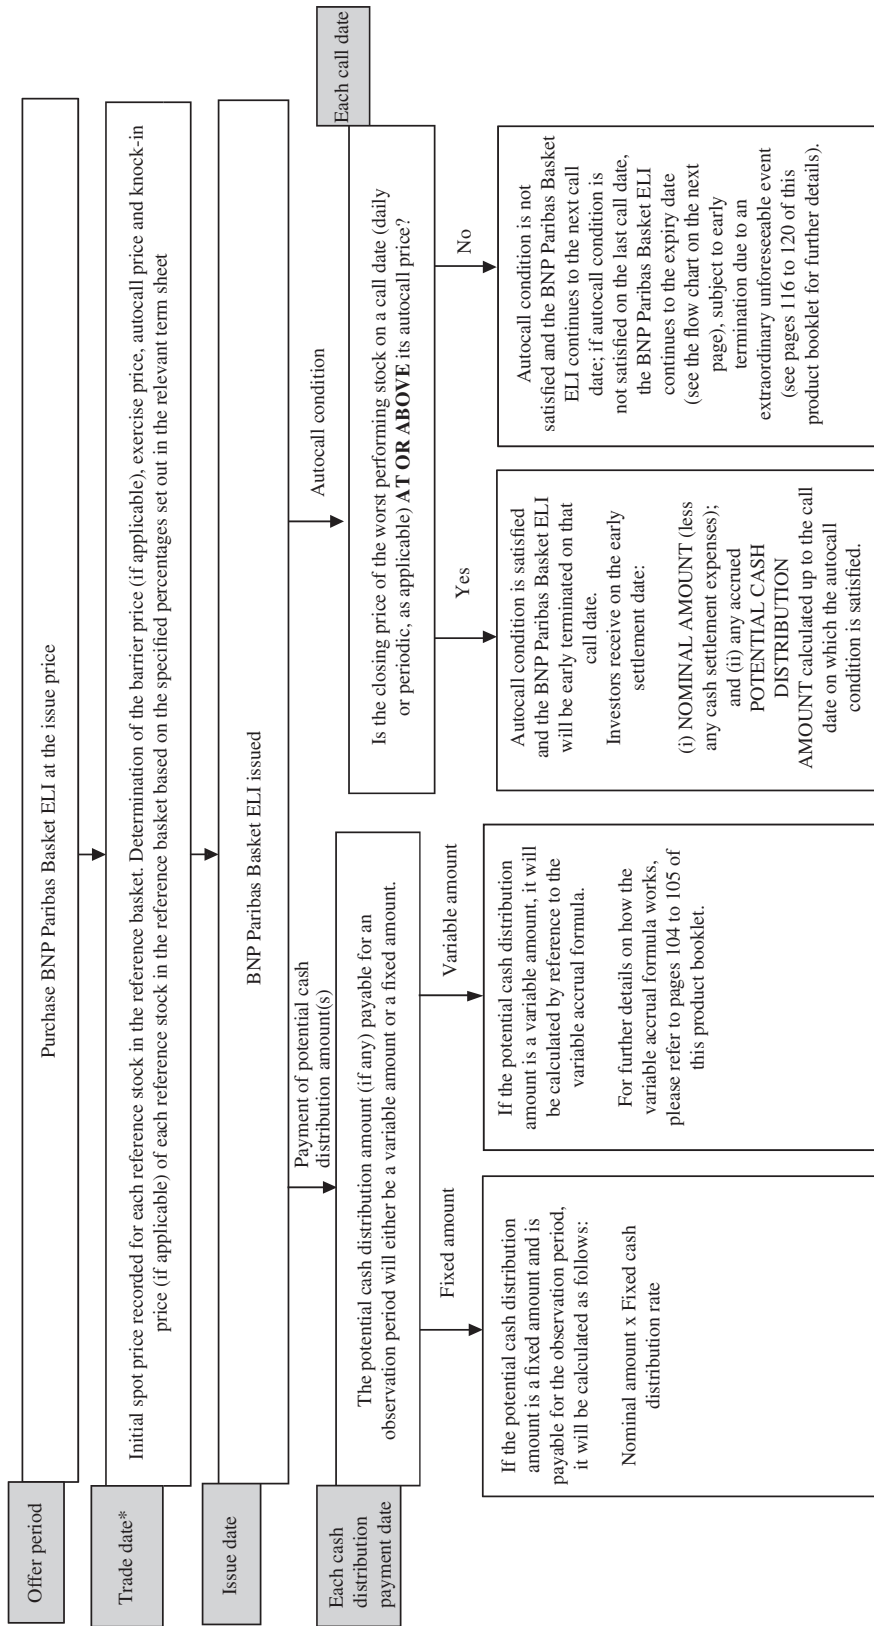 Offer period
Purchase BNP Paribas Basket ELI at the issue price
Trade date*
Initial spot price recorded for each reference stock in the reference basket. Determination of the barrier price (if applicable), exercise price, autocall price and knock-in
price (if applicable) of each reference stock in the reference basket based on the specified percentages set out in the relevant term sheet
Issue date
BNP Paribas Basket ELI issued
Payment of potential cash
distribution amount(s)
Autocall condition
Each cash
distribution
payment date
The potential cash distribution amount (if any) payable for an
observation period will either be a variable amount or a fixed amount.
Each call date
Is the closing price of the worst performing stock on a call date (daily
or periodic, as applicable) AT OR ABOVE its autocall price?
Fixed amount
Variable amount
Yes
No
If the potential cash distribution
amount is a fixed amount and is
payable for the observation period,
it will be calculated as follows:
Nominal amount x Fixed cash
distribution rate
If the potential cash distribution
amount is a variable amount, it will
be calculated by reference to the
variable accrual formula.
For further details on how the
variable accrual formula works,
please refer to pages 104 to 105 of
this product booklet.
Autocall condition is satisfied
and the BNP Paribas Basket ELI
will be early terminated on that
call date.
Investors receive on the early
settlement date:
(i) NOMINAL AMOUNT (less
any cash settlement expenses);
and (ii) any accrued
POTENTIAL CASH
DISTRIBUTION
AMOUNT calculated up to the call
date on which the autocall
condition is satisfied.
Autocall condition is not
satisfied and the BNP Paribas Basket
ELI continues to the next call
date; if autocall condition is
not satisfied on the last call date,
the BNP Paribas Basket ELI
continues to the expiry date
(see the flow chart on the next
page), subject to early
termination due to an
extraordinary unforeseeable event
(see pages 116 to 120 of this
product booklet for further details).